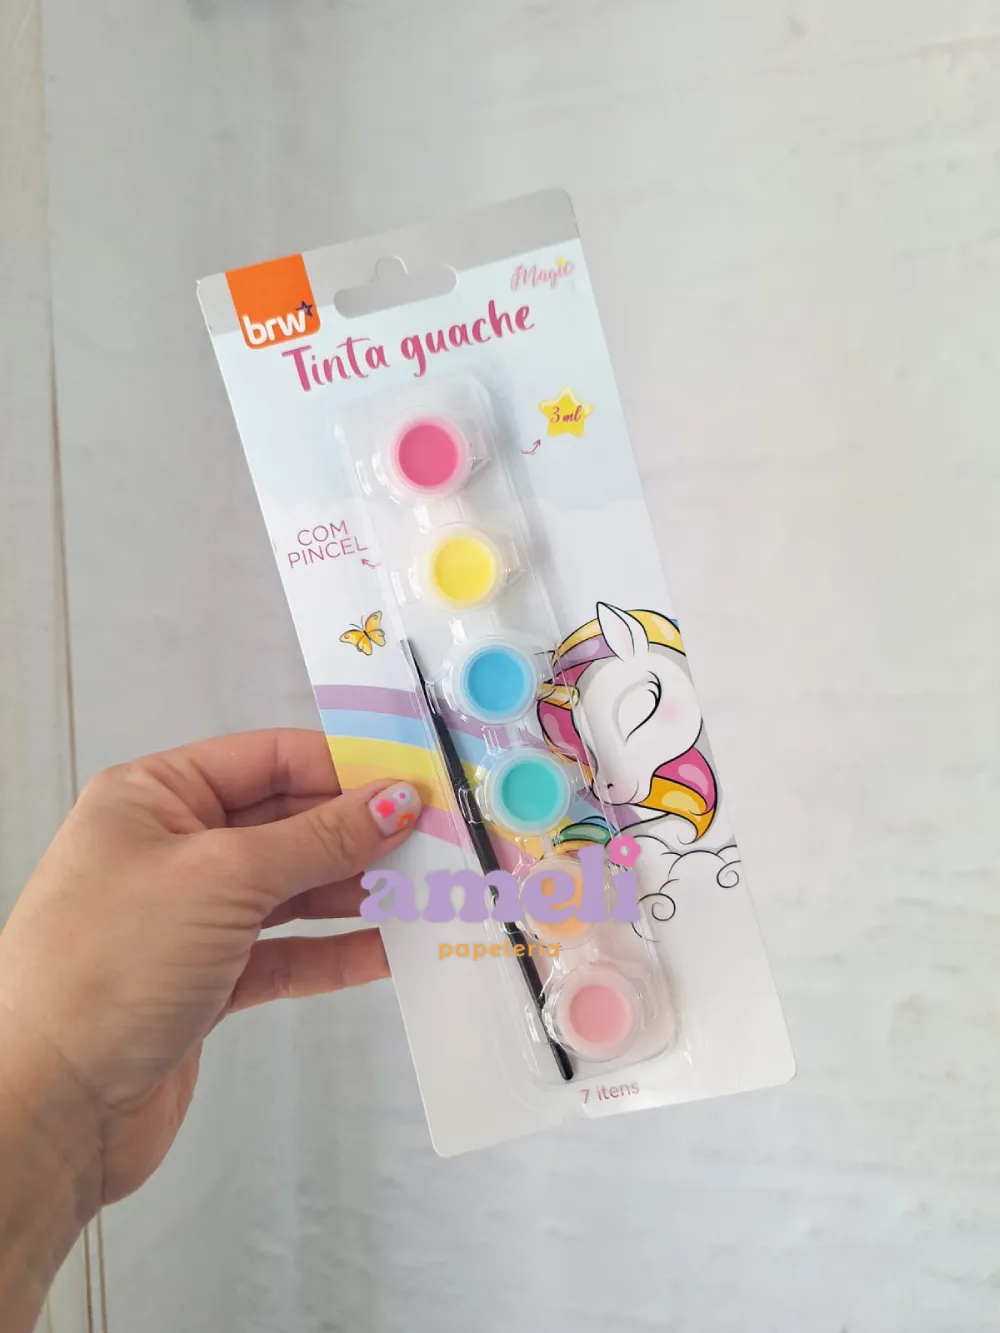 brw
Magic
Tinta guache
3 ml
COM
PINCEL
ameli
papelaria
7 itens